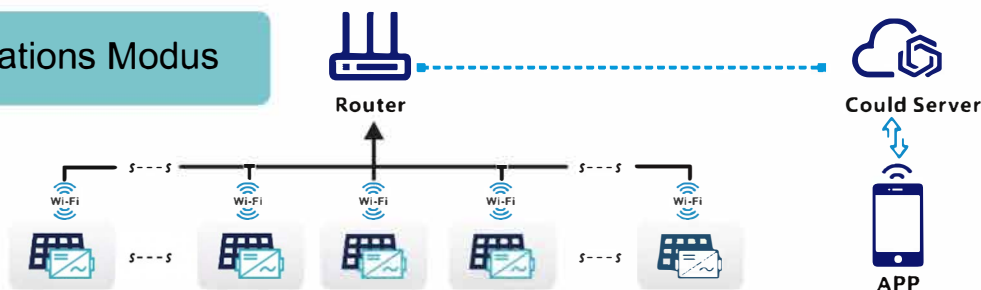 ations Modus
Router
Could Server
S---S
S---S
Wi-Fi
Wi-Fi
Wi-Fi
Wi-Fi
Wi-Fi
S---S
S---S
APP